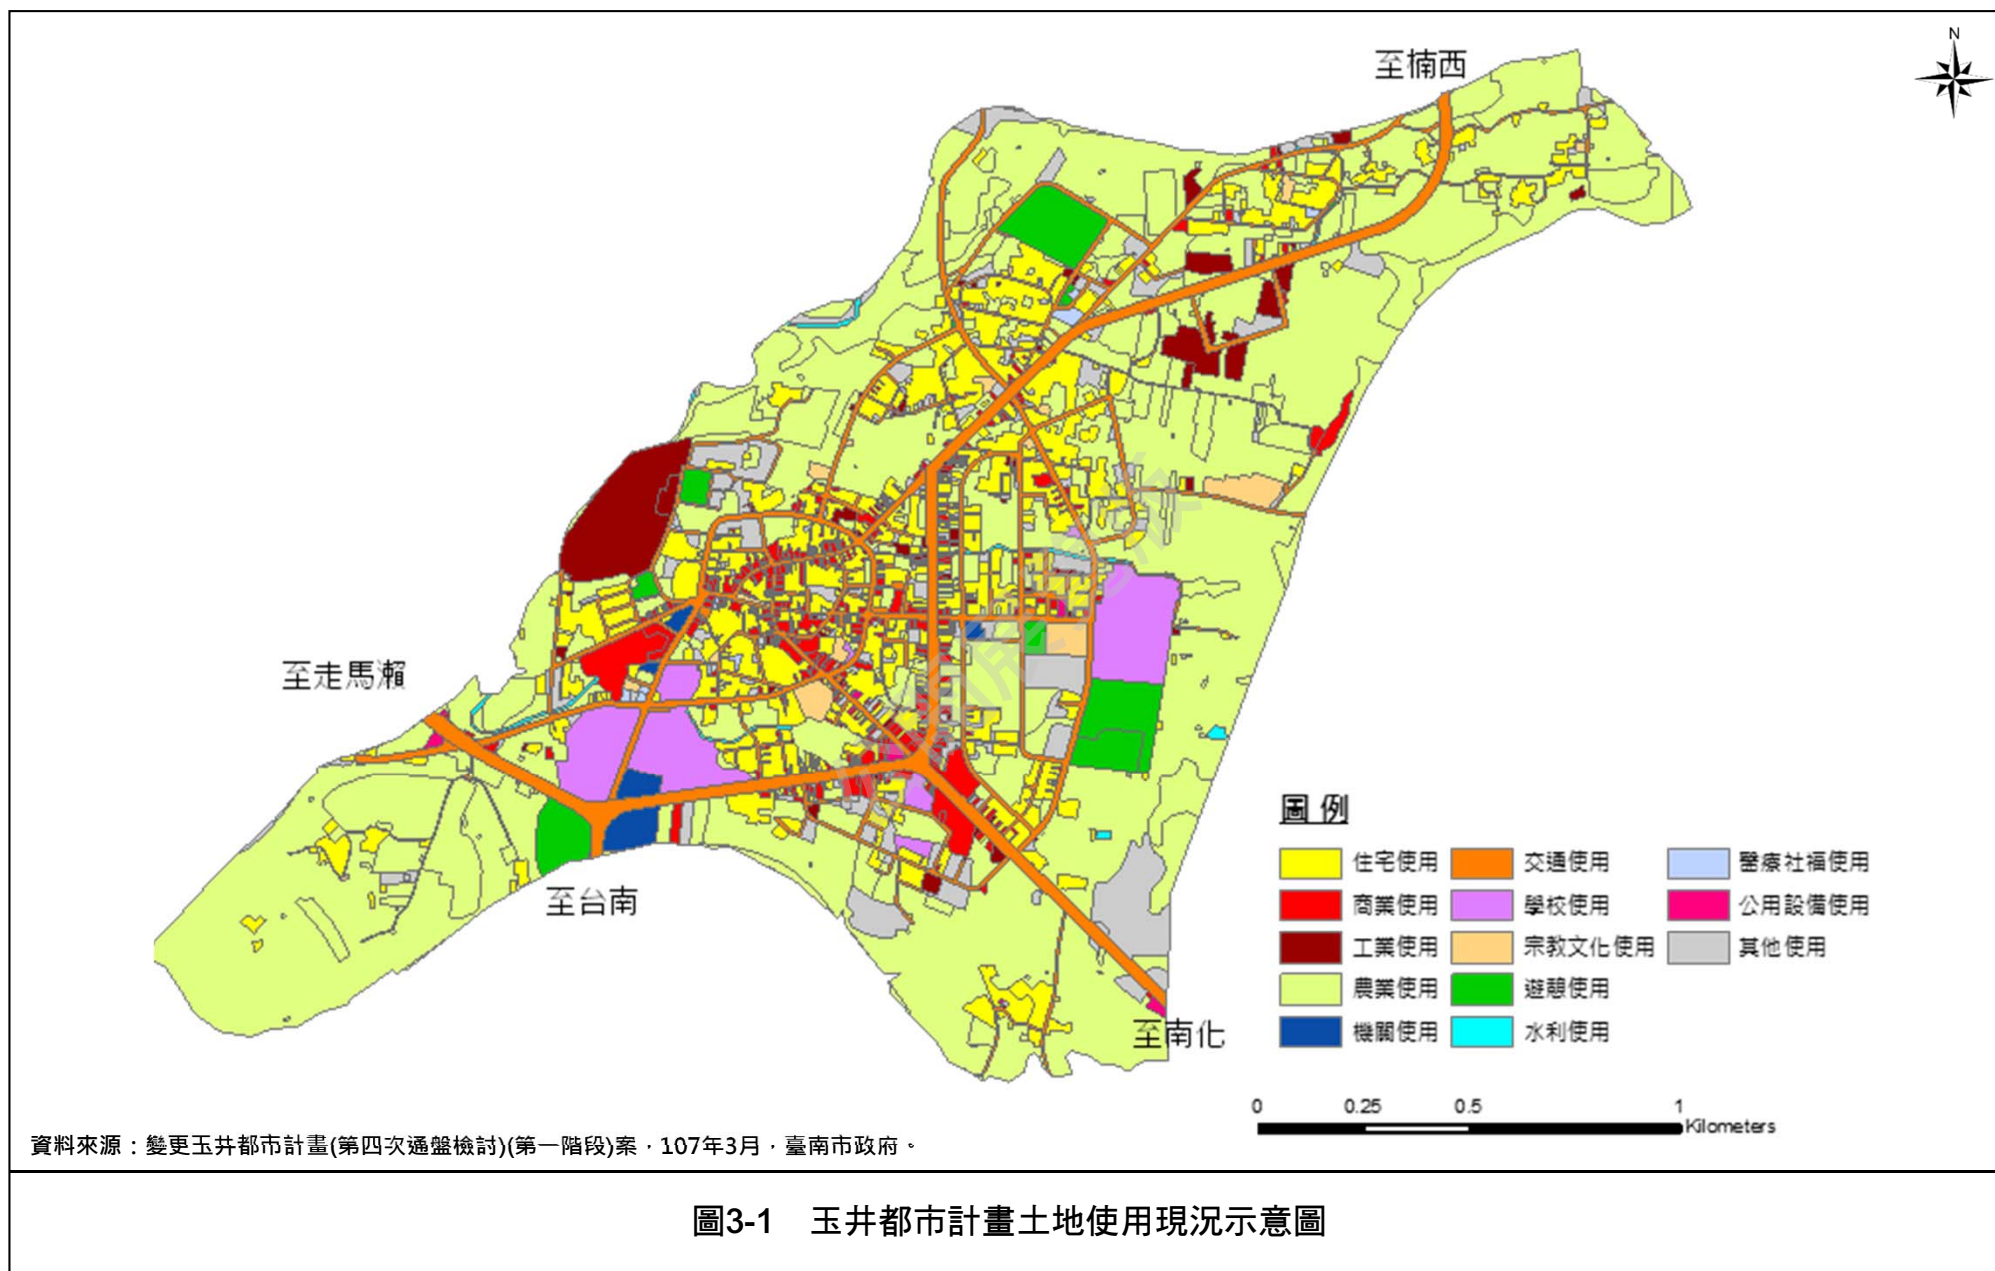 至楠西
N
至走馬瀨
至台南
至南化
圖例
住宅使用
交通使用
醫療社福使用
商業使用
學校使用
公用設備使用
工業使用
宗教文化使用
其他使用
農業使用
遊憩使用
機關使用
水利使用
0 0.25 0.5 1
Kilometers
資料來源：變更玉井都市計畫(第四次通盤檢討)(第一階段)案，107年3月，臺南市政府。
圖3-1 玉井都市計畫土地使用現況示意圖